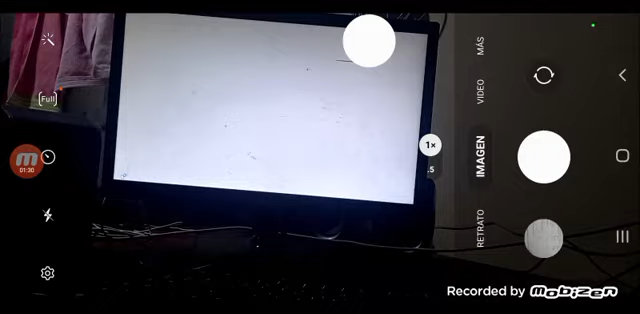 Full
01:30
1×
.5
MÁS
VIDEO
IMAGEN
RETRATO
Recorded by Mobizen